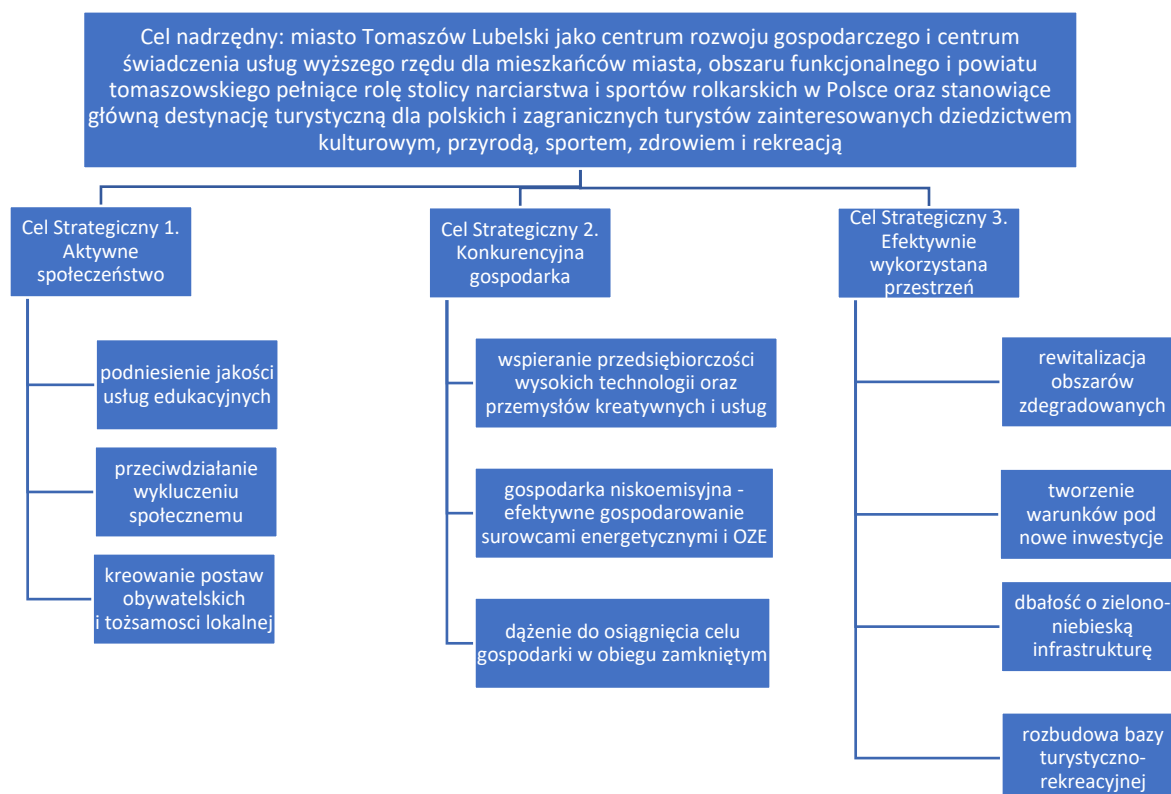 Cel nadrzędny: miasto Tomaszów Lubelski jako centrum rozwoju gospodarczego i centrum
świadczenia usług wyższego rzędu dla mieszkańców miasta, obszaru funkcjonalnego i powiatu
tomaszowskiego pełniące rolę stolicy narciarstwa i sportów rolkarskich w Polsce oraz stanowiące
główną destynację turystyczną dla polskich i zagranicznych turystów zainteresowanych dziedzictwem
kulturowym, przyrodą, sportem, zdrowiem i rekreacją
Cel Strategiczny 1.
Aktywne
społeczeństwo
podniesienie jakości
usług edukacyjnych
przeciwdziałanie
wykluczeniu
społecznemu
kreowanie postaw
obywatelskich
i tożsamosci lokalnej
Cel Strategiczny 2.
Konkurencyjna
gospodarka
wspieranie przedsiębiorczości
wysokich technologii oraz
przemysłów kreatywnych i usług
gospodarka niskoemisyjna -
efektywne gospodarowanie
surowcami energetycznymi i OZE
dążenie do osiągnięcia celu
gospodarki w obiegu zamkniętym
Cel Strategiczny 3.
Efektywnie
wykorzystana
przestrzeń
rewitalizacja
obszarów
zdegradowanych
tworzenie
warunków pod
nowe inwestycje
dbałość o zielono-
niebieską
infrastrukturę
rozbudowa bazy
turystyczno-
rekreacyjnej